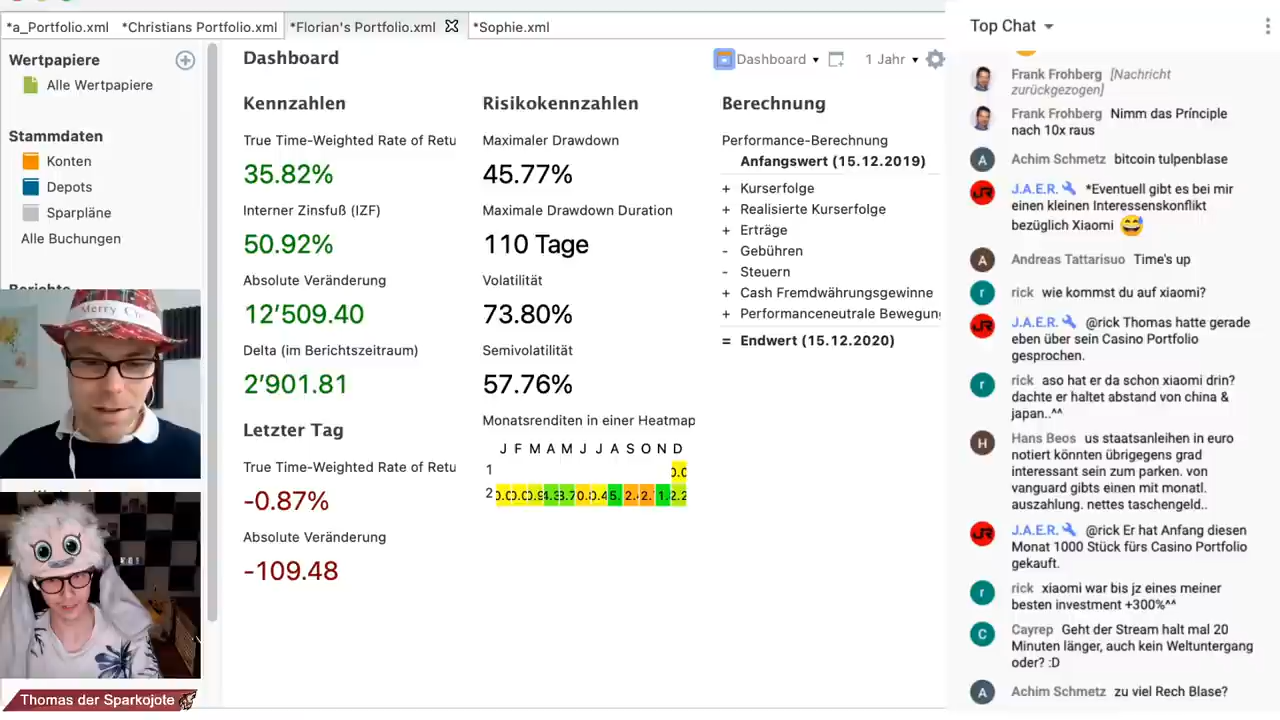 *a_Portfolio.xml
*Christians Portfolio.xml
*Florian's Portfolio.xml
*Sophie.xml
Wertpapiere
Alle Wertpapiere
Stammdaten
Konten
Depots
Sparpläne
Alle Buchungen
Merry
Thomas der Sparkojote
Dashboard
Dashboard
1 Jahr
Kennzahlen
True Time-Weighted Rate of Retu
35.82%
Interner Zinsfuß (IZF)
50.92%
Absolute Veränderung
12’509.40
Delta (im Berichtszeitraum)
2’901.81
Letzter Tag
True Time-Weighted Rate of Retu
-0.87%
Absolute Veränderung
-109.48
Risikokennzahlen
Maximaler Drawdown
45.77%
Maximale Drawdown Duration
110 Tage
Volatilität
73.80%
Semivolatilität
57.76%
Monatsrenditen in einer Heatmap
J F M A M J J A S O N D
1
2
Berechnung
Performance-Berechnung
Anfangswert (15.12.2019)
+ Kurserfolge
+ Realisierte Kurserfolge
+ Erträge
- Gebühren
- Steuern
+ Cash Fremdwährungsgewinne
+ Performanceneutrale Bewegun
= Endwert (15.12.2020)
Top Chat
Frank Frohberg [Nachricht
zurückgezogen]
Frank Frohberg Nimm das Prínciple
nach 10x raus
A Achim Schmetz bitcoin tulpenblase
J.A.E.R. *Eventuell gibt es bei mir
einen kleinen Interessenskonflikt
bezüglich Xiaomi 😅
A Andreas Tattarisuo Time's up
r rick wie kommst du auf xiaomi?
J.A.E.R. @rick Thomas hatte gerade
eben über sein Casino Portfolio
gesprochen.
r rick aso hat er da schon xiaomi drin?
dachte er haltet abstand von china &
japan..^^
H Hans Beos us staatsanleihen in euro
notiert könnten übrigegens grad
interessant sein zum parken. von
vanguard gibts einen mit monatl.
auszahlung. nettes taschengeld..
J.A.E.R. @rick Er hat Anfang diesen
Monat 1000 Stück fürs Casino Portfolio
gekauft.
r rick xiaomi war bis jz eines meiner
besten investment +300%^^
C Cayrep Geht der Stream halt mal 20
Minuten länger, auch kein Weltuntergang
oder? :D
A Achim Schmetz zu viel Rech Blase?